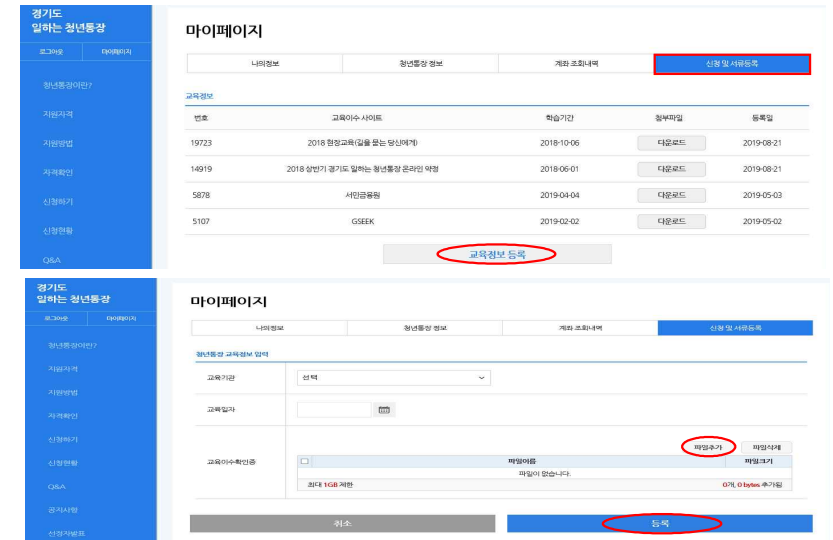 경기도
일하는 청년통장
로그아웃 마이페이지
청년통장이란?
지원자격
지원방법
자격확인
신청하기
신청현황
Q&A
마이페이지
나의정보 청년통장 정보 계좌 조회내역 신청 및 서류등록
교육정보
번호 교육이수 사이트 학습기간 첨부파일 등록일
19723 2018 현장교육(길을 묻는 당신에게) 2018-10-06 다운로드 2019-08-21
14919 2018 상반기 경기도 일하는 청년통장 온라인 약정 2018-06-01 다운로드 2019-08-21
5878 서민금융원 2019-04-04 다운로드 2019-05-03
5107 GSEEK 2019-02-02 다운로드 2019-05-02
교육정보 등록
경기도
일하는 청년통장
로그아웃 마이페이지
청년통장이란?
지원자격
지원방법
자격확인
신청하기
신청현황
Q&A
공지사항
선정자발표
마이페이지
나의정보 청년통장 정보 계좌 조회내역 신청 및 서류등록
청년통장 교육정보 입력
교육기관 선택
교육일자
교육이수확인증
파일추가 파일삭제
파일이름 파일크기
파일이 없습니다.
최대 1GB 제한 0개, 0 bytes 추가됨
취소 등록